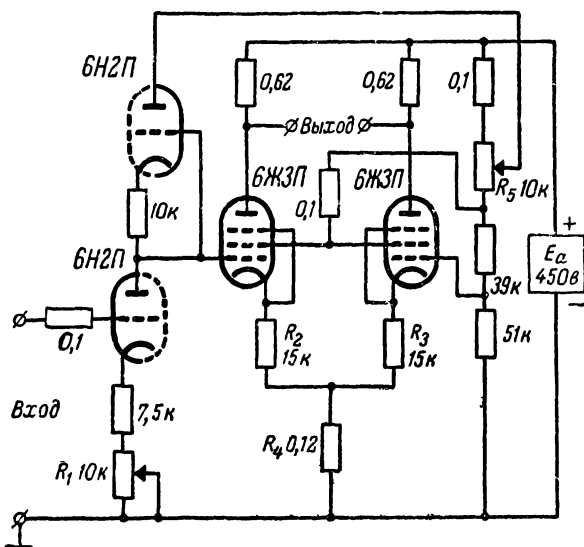 6Н2П
0,62
0,62
0,1
Выход
6Ж3П
6Ж3П
0,1
R5 10к
10к
6Н2П
+
Eа
450в
−
39к
0,1
R2
15к
R3
15к
51к
Вход
7,5к
R1 10к
R4 0,12